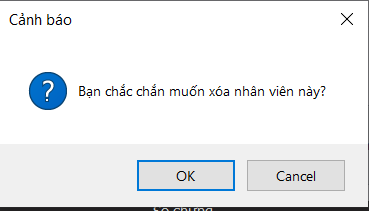 Cảnh báo
Bạn chắc chắn muốn xóa nhân viên này?
OK
Cancel